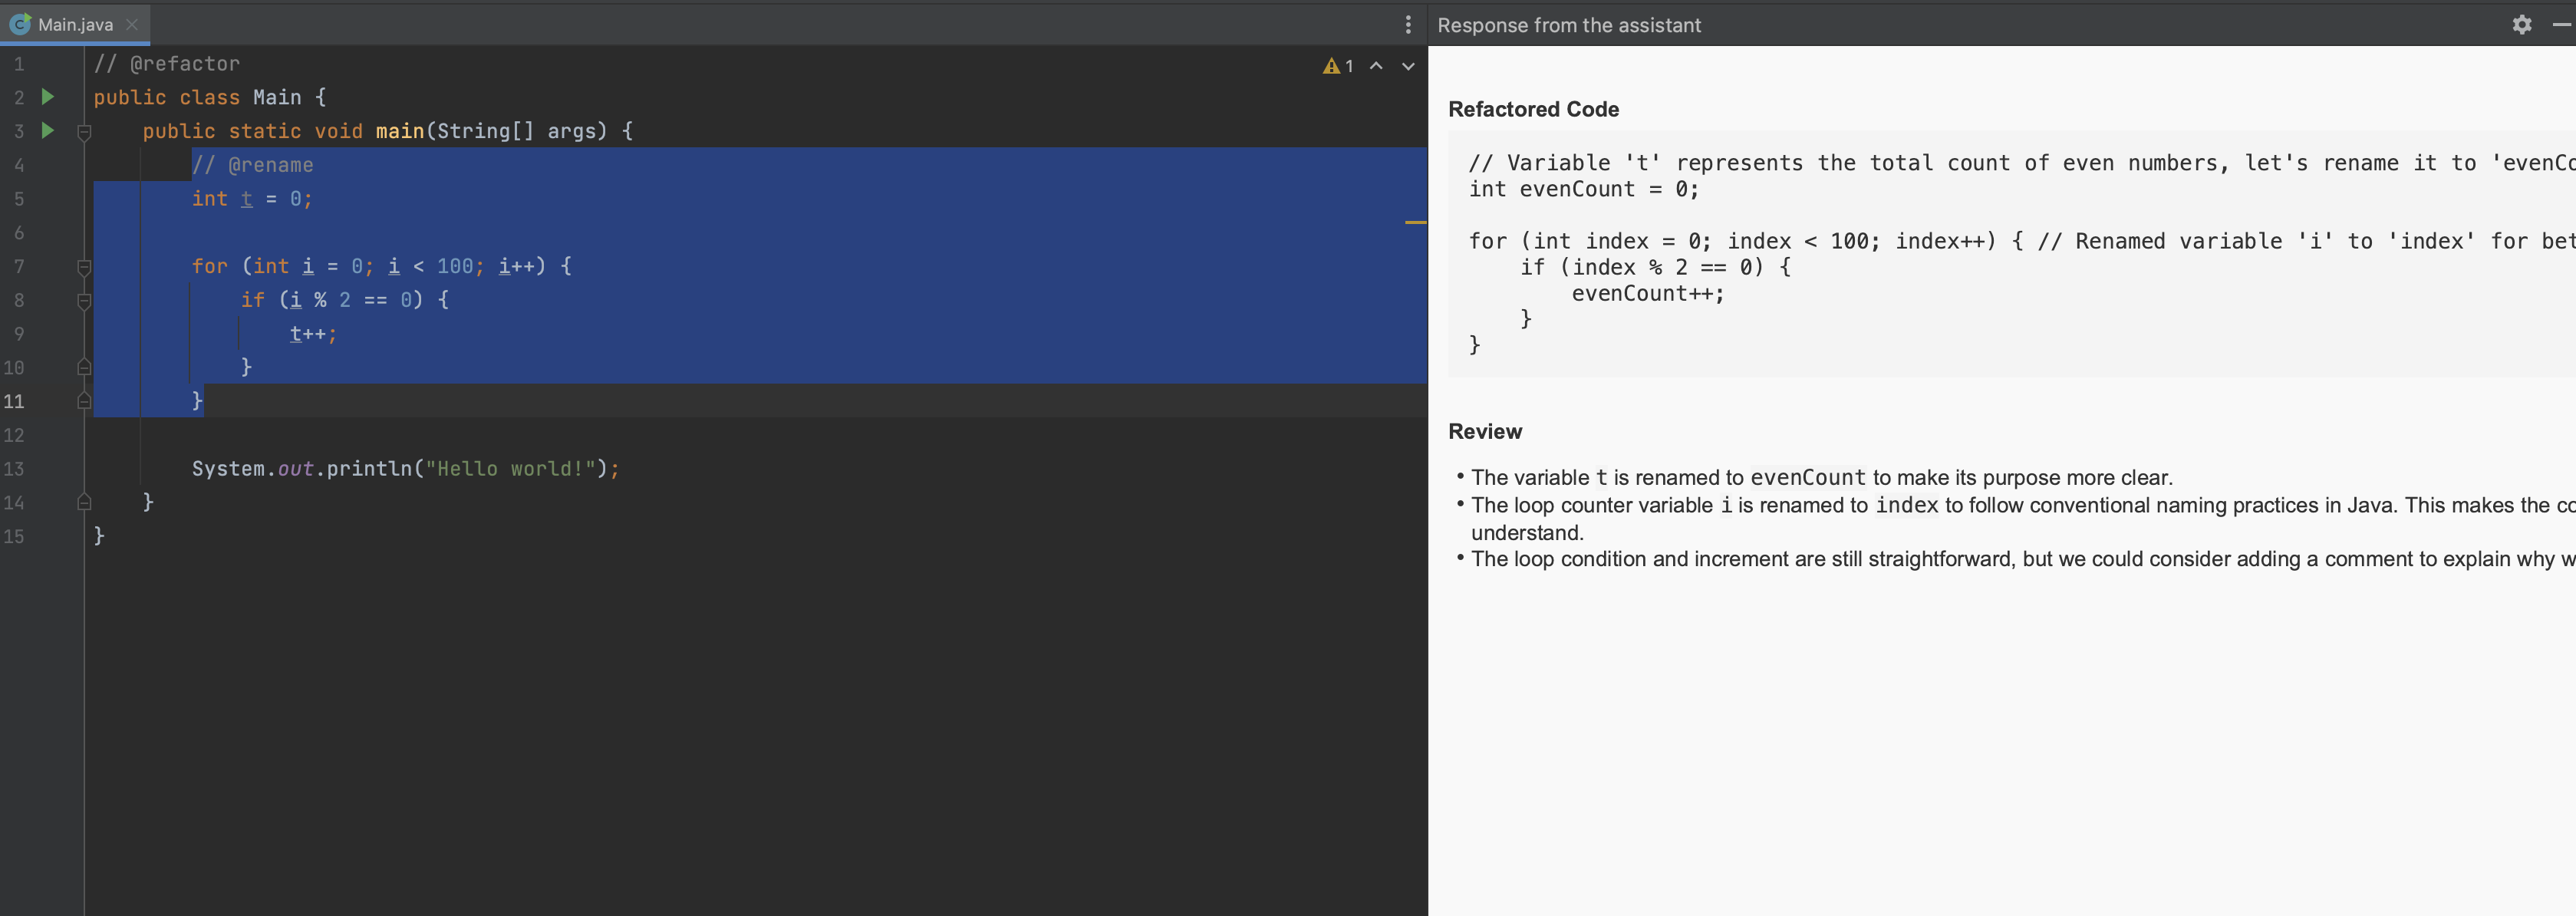 Main.java
Response from the assistant
1 // @refactor
1
2 public class Main {
3 public static void main(String[] args) {
4 // @rename
5 int t = 0;
6
7 for (int i = 0; i < 100; i++) {
8 if (i % 2 == 0) {
9 t++;
10 }
11 }
12
13 System.out.println("Hello world!");
14 }
15 }
Refactored Code
// Variable 't' represents the total count of even numbers, let's rename it to 'evenCo
int evenCount = 0;
for (int index = 0; index < 100; index++) { // Renamed variable 'i' to 'index' for bet
if (index % 2 == 0) {
evenCount++;
}
}
Review
• The variable t is renamed to evenCount to make its purpose more clear.
• The loop counter variable i is renamed to index to follow conventional naming practices in Java. This makes the co
understand.
• The loop condition and increment are still straightforward, but we could consider adding a comment to explain why w